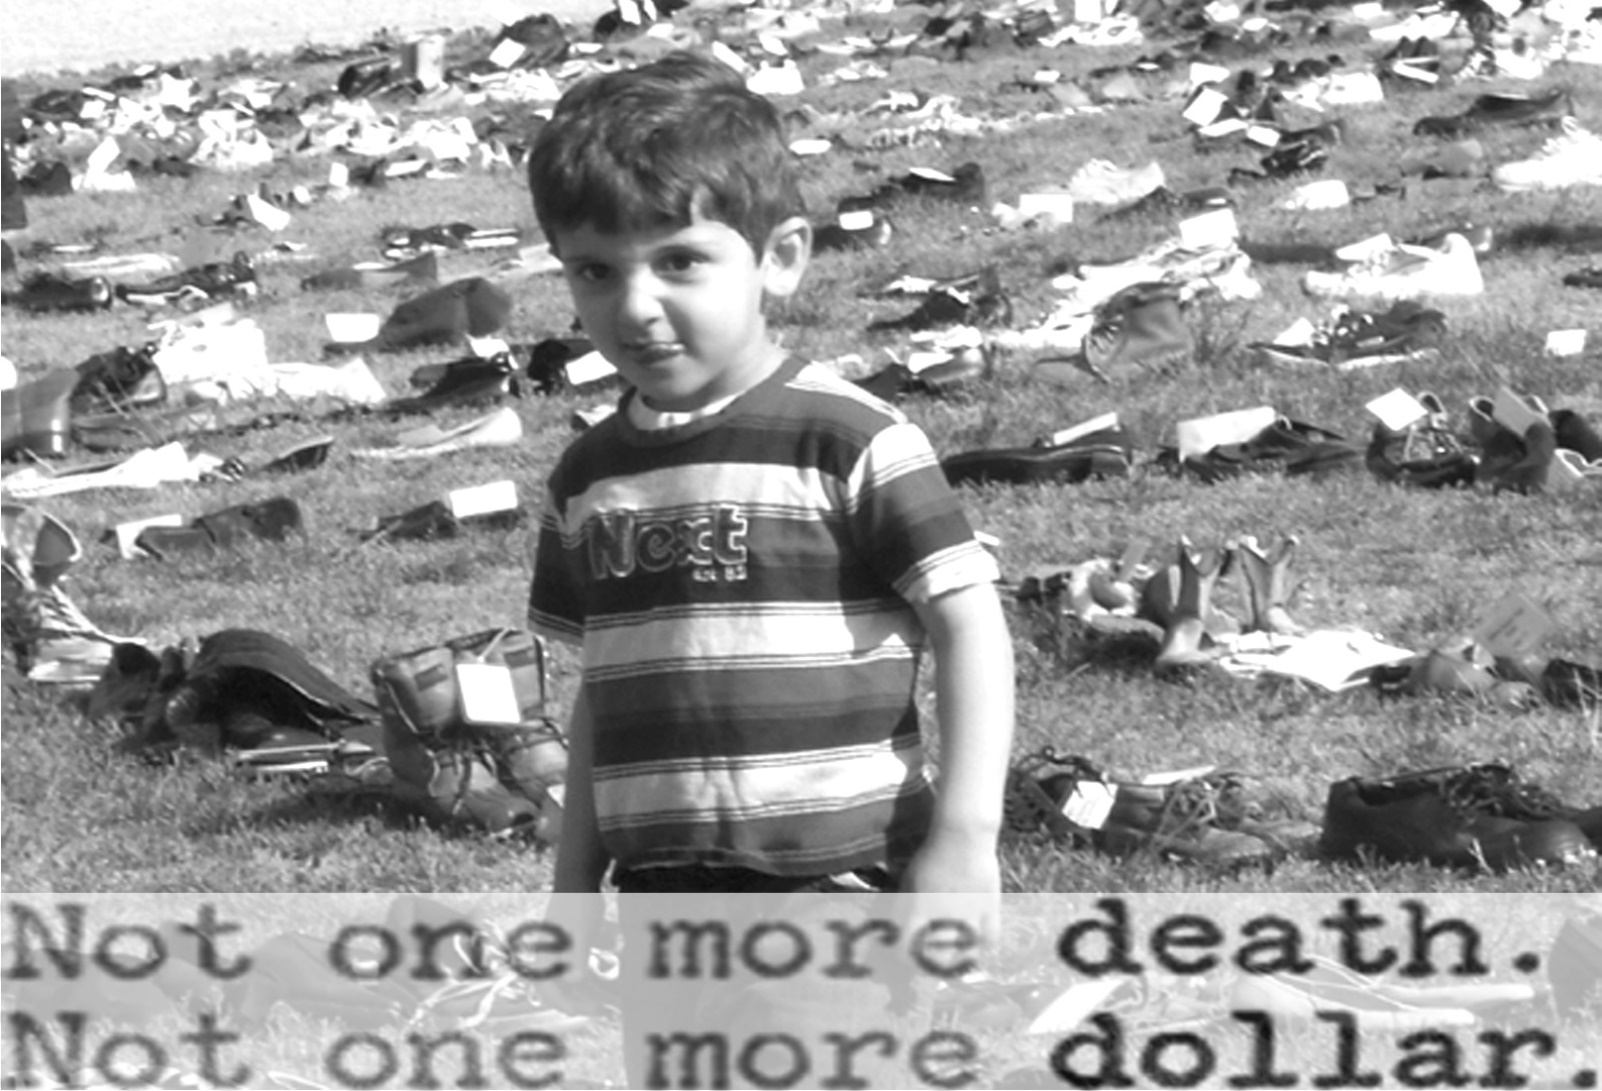 Next
Not one more death.
Not one more dollar.